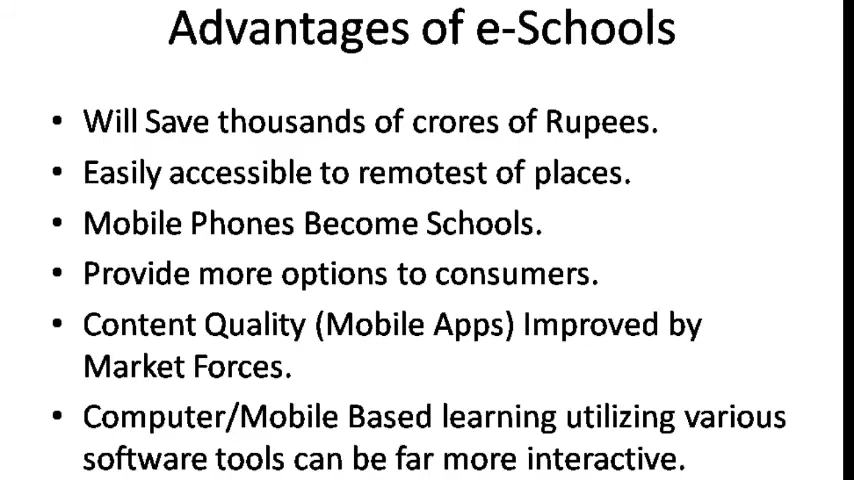 Advantages of e-Schools
• Will Save thousands of crores of Rupees.
• Easily accessible to remotest of places.
• Mobile Phones Become Schools.
• Provide more options to consumers.
• Content Quality (Mobile Apps) Improved by
Market Forces.
• Computer/Mobile Based learning utilizing various
software tools can be far more interactive.